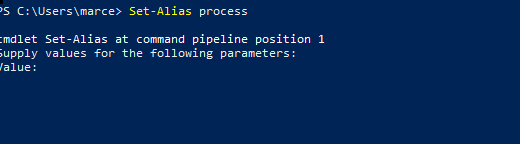 PS C:\Users\marce> Set-Alias process
cmdlet Set-Alias at command pipeline position 1
Supply values for the following parameters:
Value: